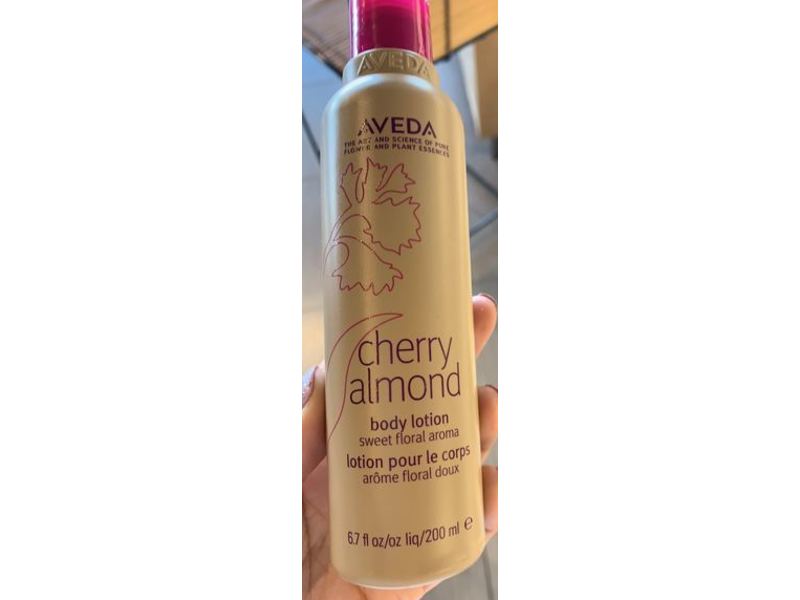 AVEDA
AVEDA
THE ART AND SCIENCE OF PURE
FLOWER AND PLANT ESSENCES
cherry
almond
body lotion
sweet floral aroma
lotion pour le corps
arôme floral doux
6.7 fl oz/oz liq/200 ml e